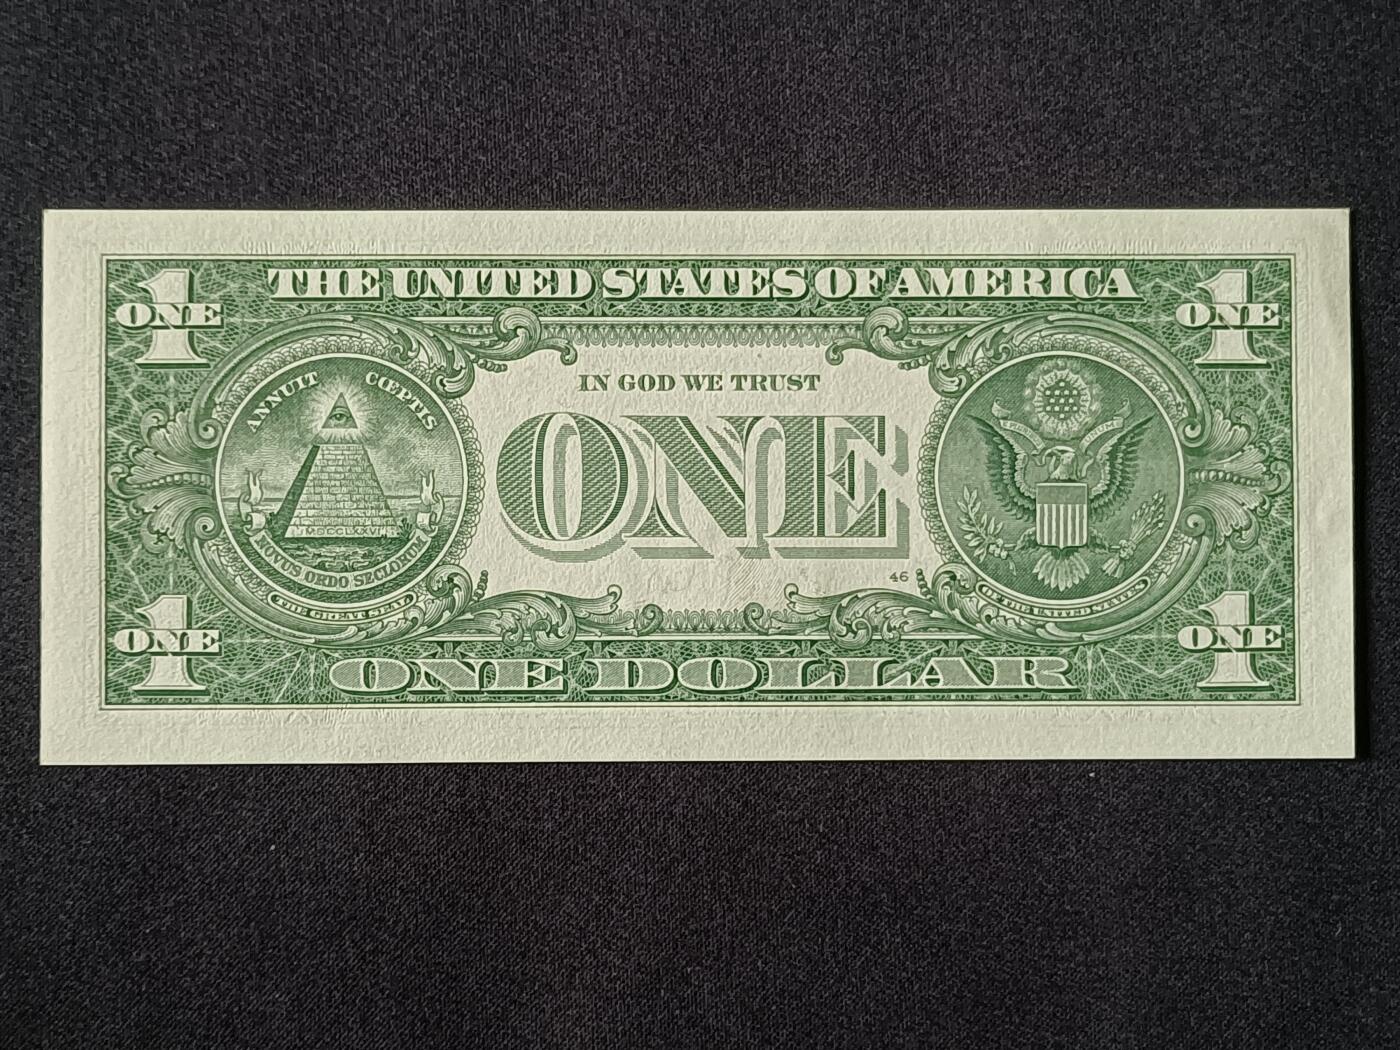 THE UNITED STATES OF AMERICA
1
ONE
1
ONE
ANNUIT CŒPTIS
IN GOD WE TRUST
ONE
MDCCLXXVI
NOVUS ORDO SECLORUM
THE GREAT SEAL
46
OF THE UNITED STATES
1
ONE
1
ONE
ONE DOLLAR